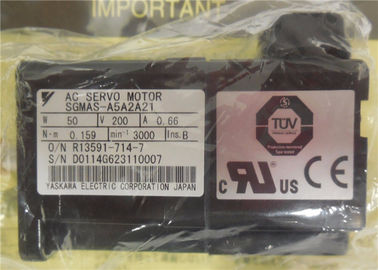 IMPORTANT
AC SERVO MOTOR
SGMAS-A5A2A21
W 50 V 200 A 0.66
N·m 0.159 min⁻¹ 3000 Ins. B
O/N R13591-714-7
S/N D0114G623110007
YASKAWA ELECTRIC CORPORATION JAPAN
TÜV
c RU US
CE